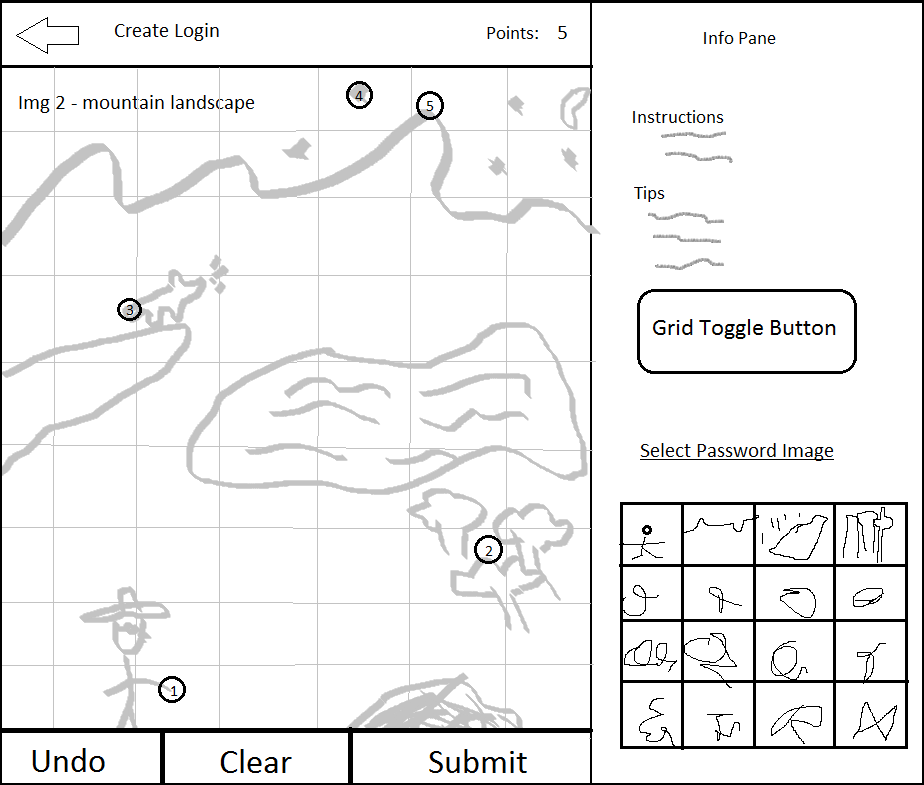 Create Login
Points: 5
Info Pane
Img 2 - mountain landscape
4
5
Instructions
Tips
3
Grid Toggle Button
Select Password Image
2
1
Undo
Clear
Submit